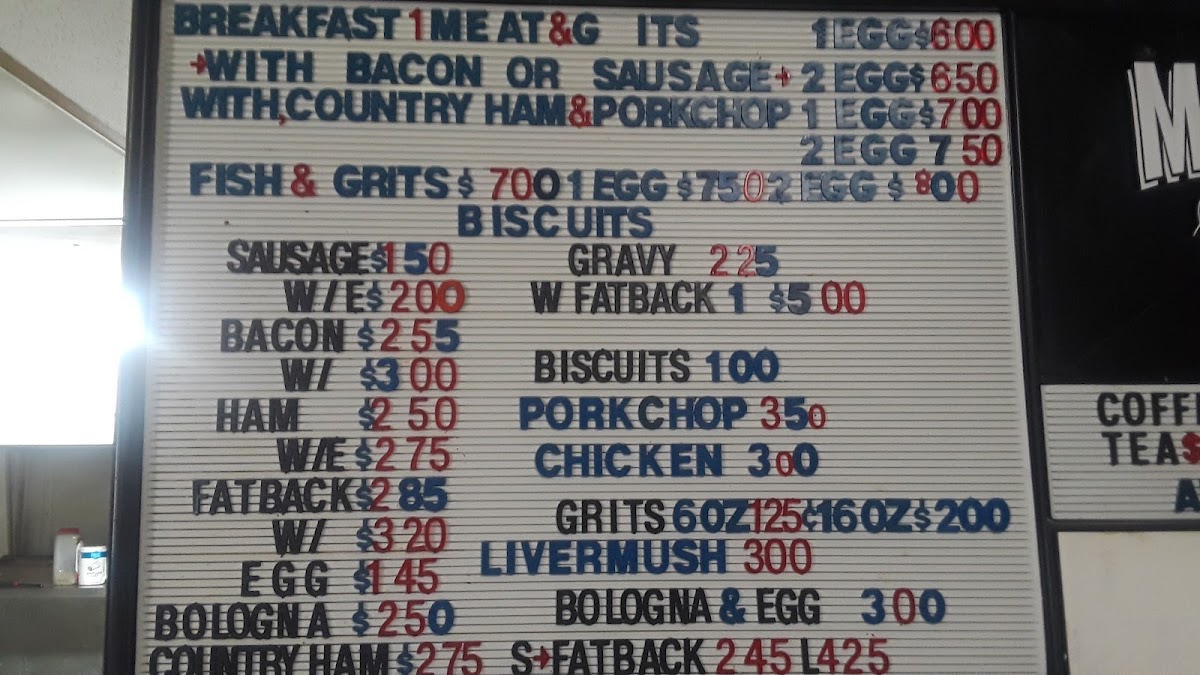 BREAKFAST 1 MEAT & G ITS 1 EGG $600
→WITH BACON OR SAUSAGE→ 2 EGG $650
WITH, COUNTRY HAM & PORKCHOP 1 EGG $700
2 EGG 7 50
FISH & GRITS $ 700 1 EGG $750 2 EGG $ 800
BISCUITS
SAUSAGE $150
W/E $200
BACON $255
W/ $300
HAM $250
W/E $275
FATBACK $285
W/ $320
EGG $145
BOLOGNA $250
COUNTRY HAM $275
GRAVY 225
W FATBACK 1 $500
BISCUITS 100
PORKCHOP 350
CHICKEN 300
GRITS 6OZ 125¢ 16OZ $200
LIVERMUSH 300
BOLOGNA & EGG 300
S→FATBACK 245 L425
M
COFF
TEA $
A